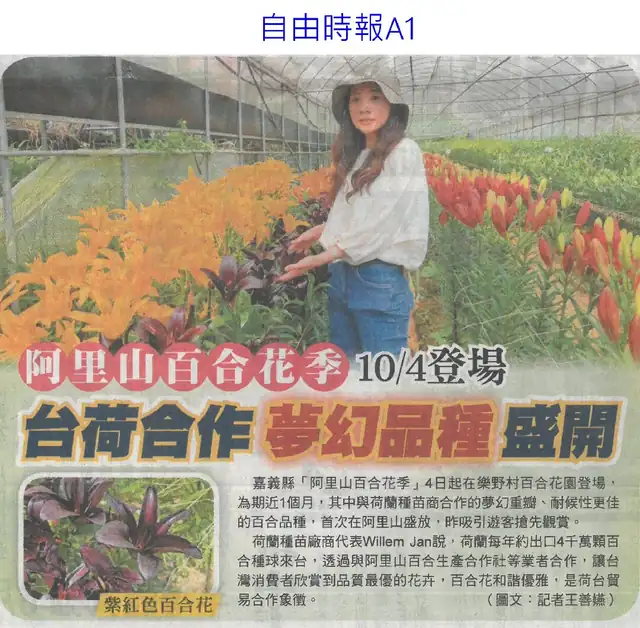 自由時報A1
阿里山百合花季 10/4登場
台荷合作 夢幻品種 盛開
嘉義縣「阿里山百合花季」4日起在樂野村百合花園登場，
為期近1個月，其中與荷蘭種苗商合作的夢幻重瓣、耐候性更佳
的百合品種，首次在阿里山盛放，昨吸引遊客搶先觀賞。
荷蘭種苗廠商代表Willem Jan說，荷蘭每年約出口4千萬顆百
合種球來台，透過與阿里山百合生產合作社等業者合作，讓台
灣消費者欣賞到品質最優的花卉，百合花和諧優雅，是荷台貿
易合作象徵。 （圖文：記者王善嬿）
紫紅色百合花